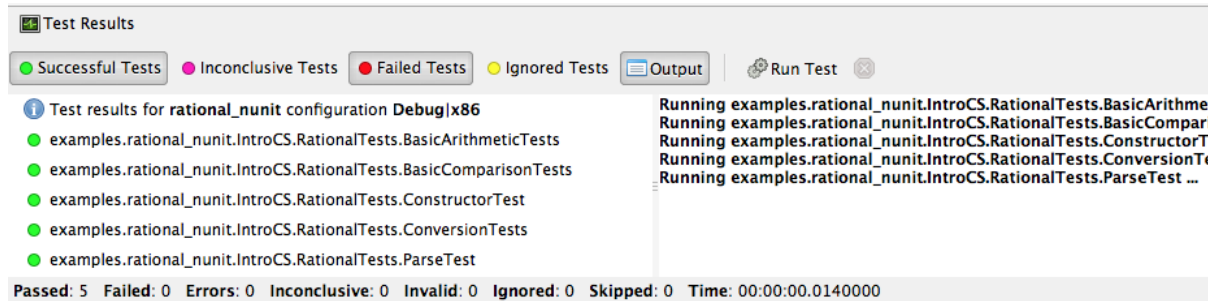 Test Results
Successful Tests Inconclusive Tests Failed Tests Ignored Tests Output Run Test
Test results for rational_nunit configuration Debug|x86
examples.rational_nunit.IntroCS.RationalTests.BasicArithmeticTests
examples.rational_nunit.IntroCS.RationalTests.BasicComparisonTests
examples.rational_nunit.IntroCS.RationalTests.ConstructorTest
examples.rational_nunit.IntroCS.RationalTests.ConversionTests
examples.rational_nunit.IntroCS.RationalTests.ParseTest
Running examples.rational_nunit.IntroCS.RationalTests.BasicArithme
Running examples.rational_nunit.IntroCS.RationalTests.BasicCompar
Running examples.rational_nunit.IntroCS.RationalTests.ConstructorT
Running examples.rational_nunit.IntroCS.RationalTests.ConversionTe
Running examples.rational_nunit.IntroCS.RationalTests.ParseTest ...
Passed: 5 Failed: 0 Errors: 0 Inconclusive: 0 Invalid: 0 Ignored: 0 Skipped: 0 Time: 00:00:00.0140000